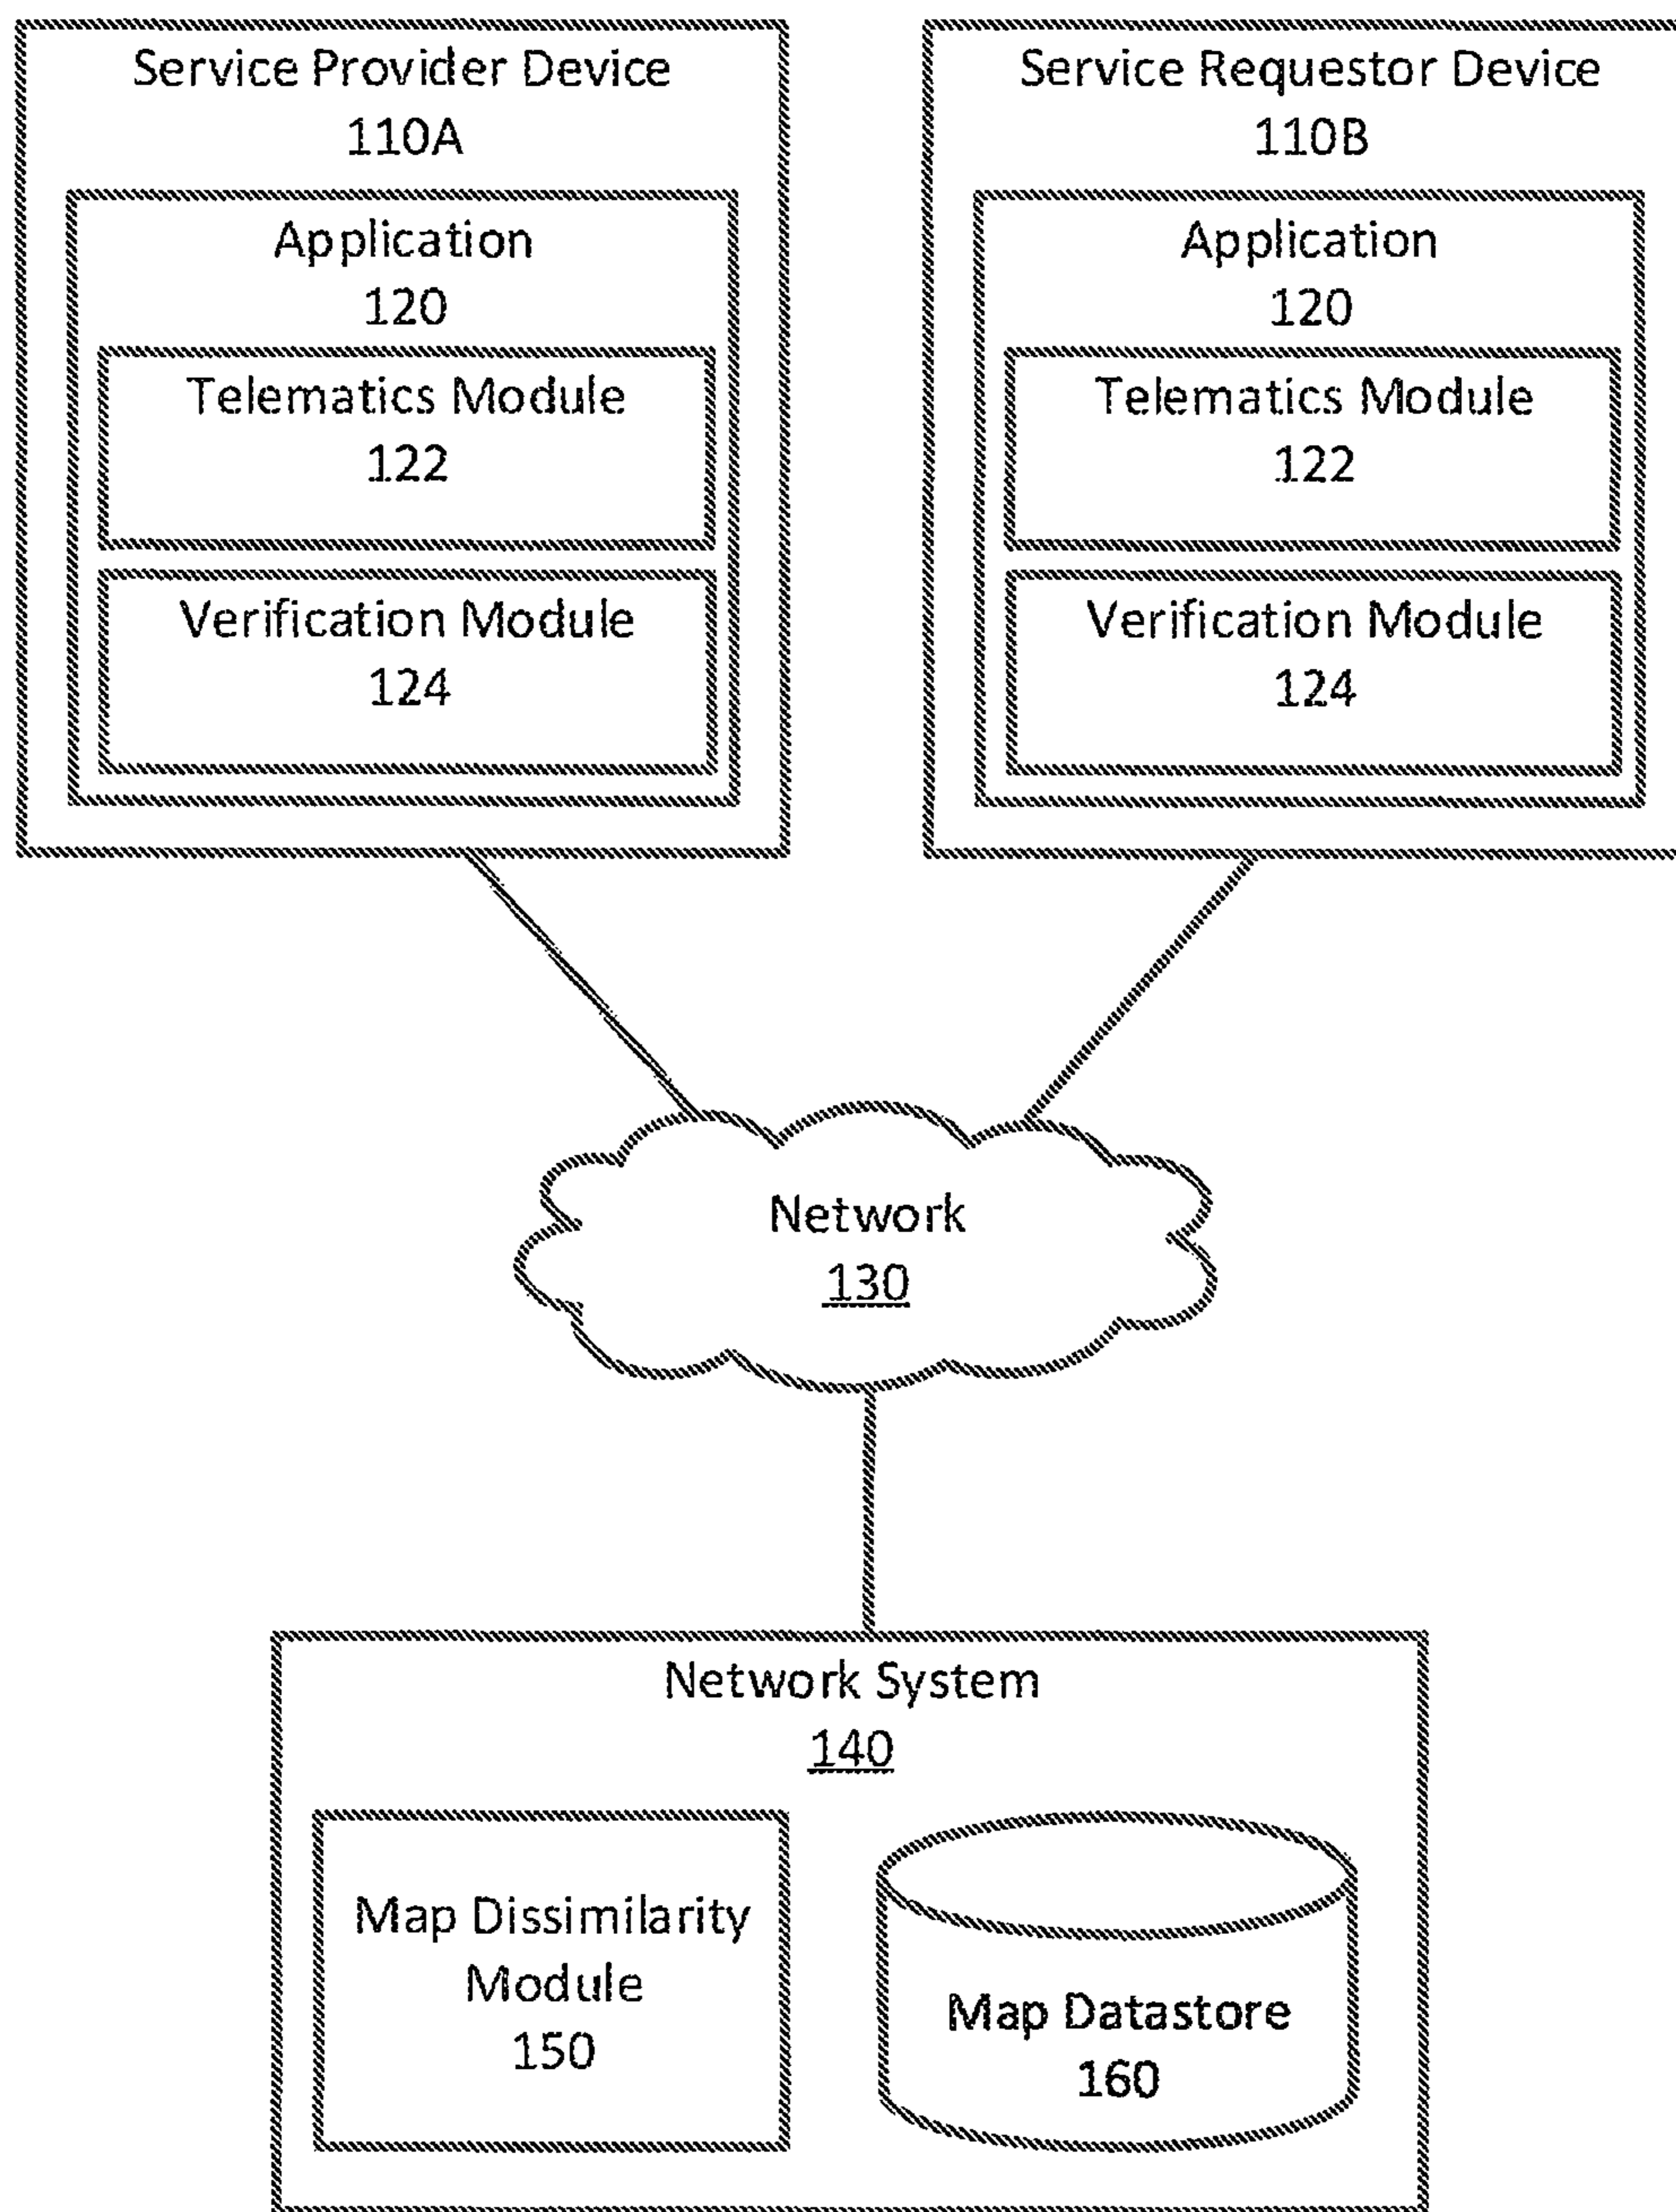 Service Provider Device
110A
Application
120
Telematics Module
122
Verification Module
124
Service Requestor Device
110B
Application
120
Telematics Module
122
Verification Module
124
Network
130
Network System
140
Map Dissimilarity
Module
150
Map Datastore
160